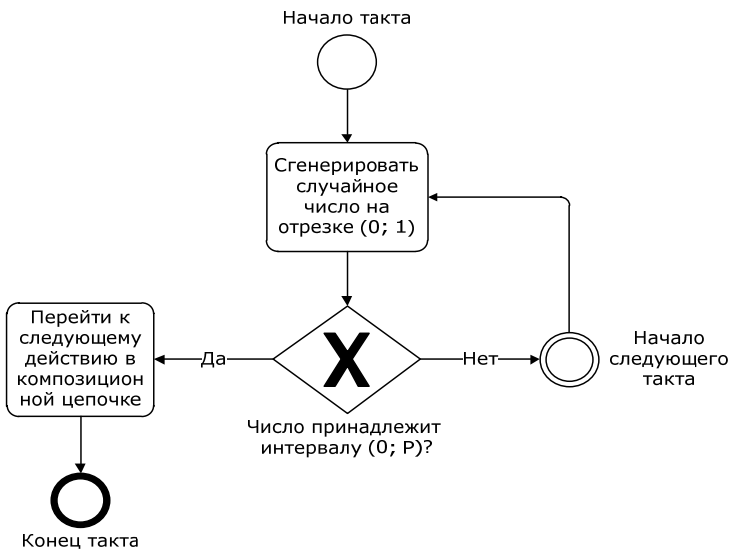 Начало такта
Сгенерировать
случайное
число на
отрезке (0; 1)
Перейти к
следующему
действию в
композицион
ной цепочке
Да
X
Нет
Начало
следующего
такта
Число принадлежит
интервалу (0; P)?
Конец такта